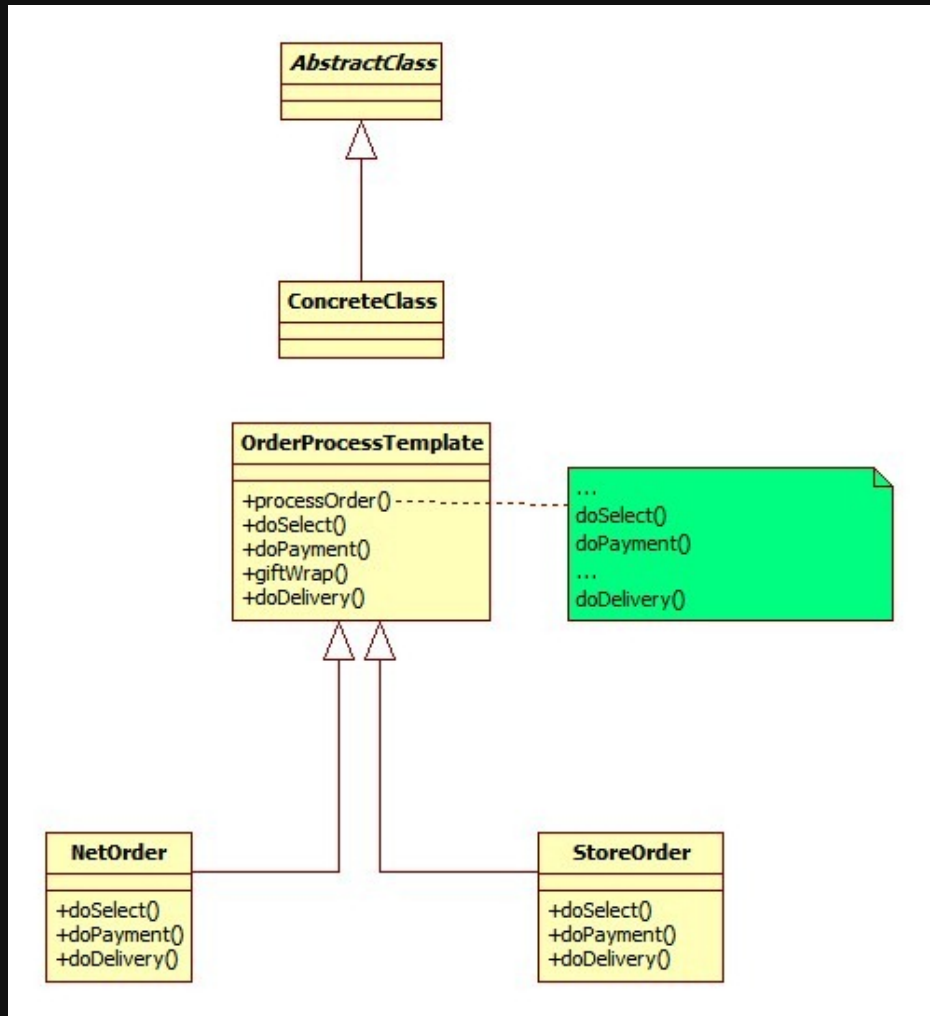 AbstractClass
ConcreteClass
OrderProcessTemplate
+processOrder()
+doSelect()
+doPayment()
+giftWrap()
+doDelivery()
...
doSelect()
doPayment()
...
doDelivery()
NetOrder
+doSelect()
+doPayment()
+doDelivery()
StoreOrder
+doSelect()
+doPayment()
+doDelivery()